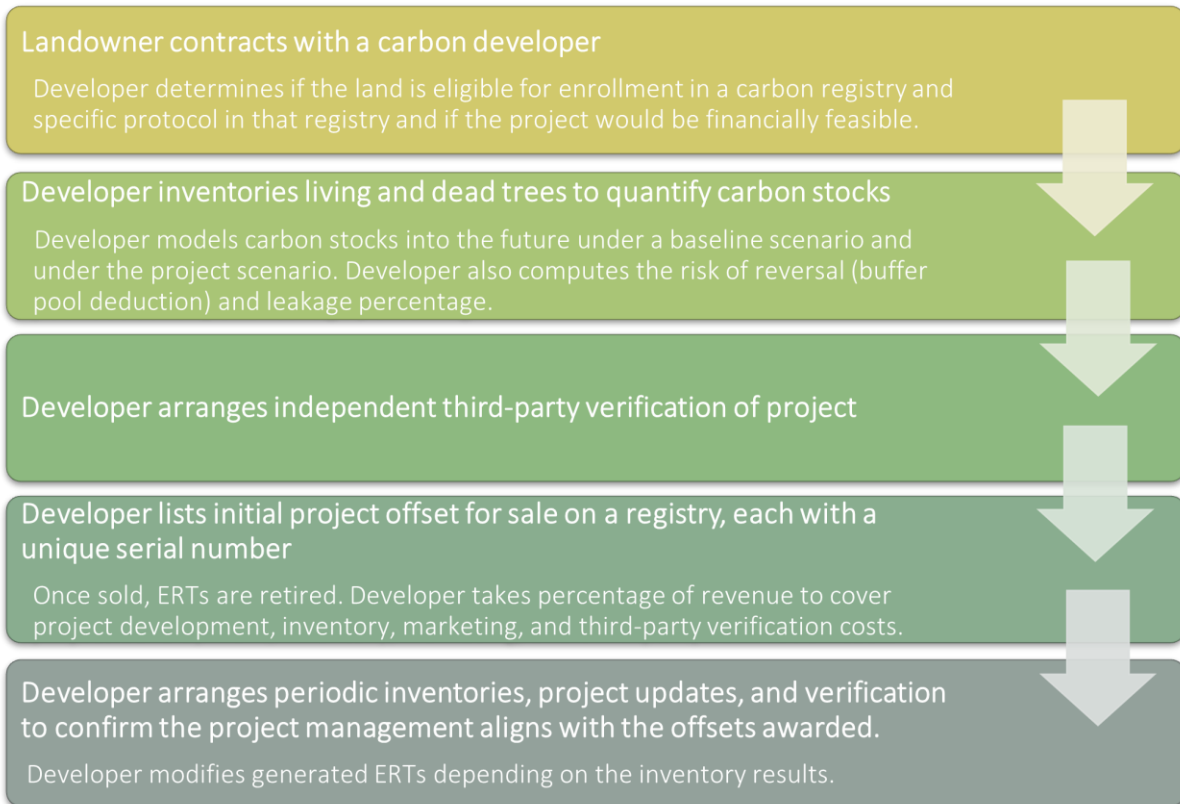 Landowner contracts with a carbon developer
Developer determines if the land is eligible for enrollment in a carbon registry and
specific protocol in that registry and if the project would be financially feasible.
Developer inventories living and dead trees to quantify carbon stocks
Developer models carbon stocks into the future under a baseline scenario and
under the project scenario. Developer also computes the risk of reversal (buffer
pool deduction) and leakage percentage.
Developer arranges independent third-party verification of project
Developer lists initial project offset for sale on a registry, each with a
unique serial number
Once sold, ERTs are retired. Developer takes percentage of revenue to cover
project development, inventory, marketing, and third-party verification costs.
Developer arranges periodic inventories, project updates, and verification
to confirm the project management aligns with the offsets awarded.
Developer modifies generated ERTs depending on the inventory results.